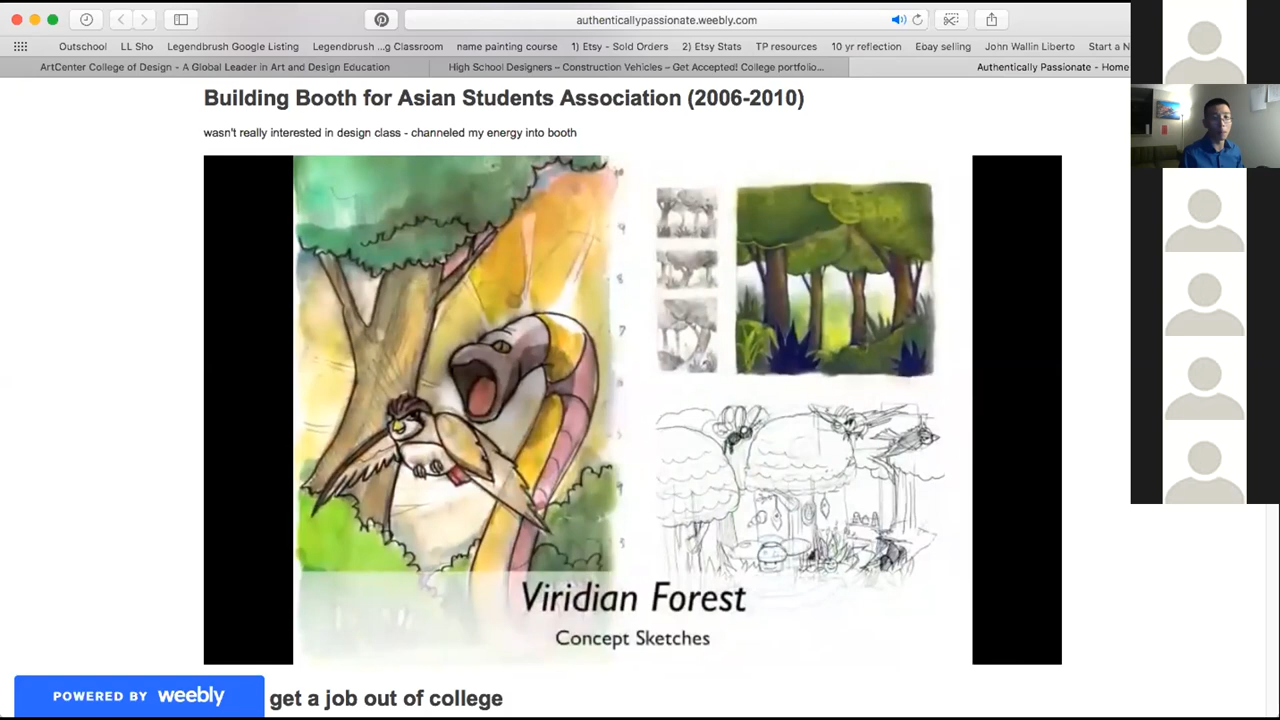 authenticallypassionate.weebly.com
Outschool LL Sho Legendbrush Google Listing Legendbrush ...g Classroom name painting course 1) Etsy - Sold Orders 2) Etsy Stats TP resources 10 yr reflection Ebay selling John Wallin Liberto Start a N
ArtCenter College of Design - A Global Leader in Art and Design Education High School Designers – Construction Vehicles – Get Accepted! College portfolio... Authentically Passionate - Home
Building Booth for Asian Students Association (2006-2010)
wasn't really interested in design class - channeled my energy into booth
9
8
7
5
Viridian Forest
Concept Sketches
POWERED BY weebly
get a job out of college